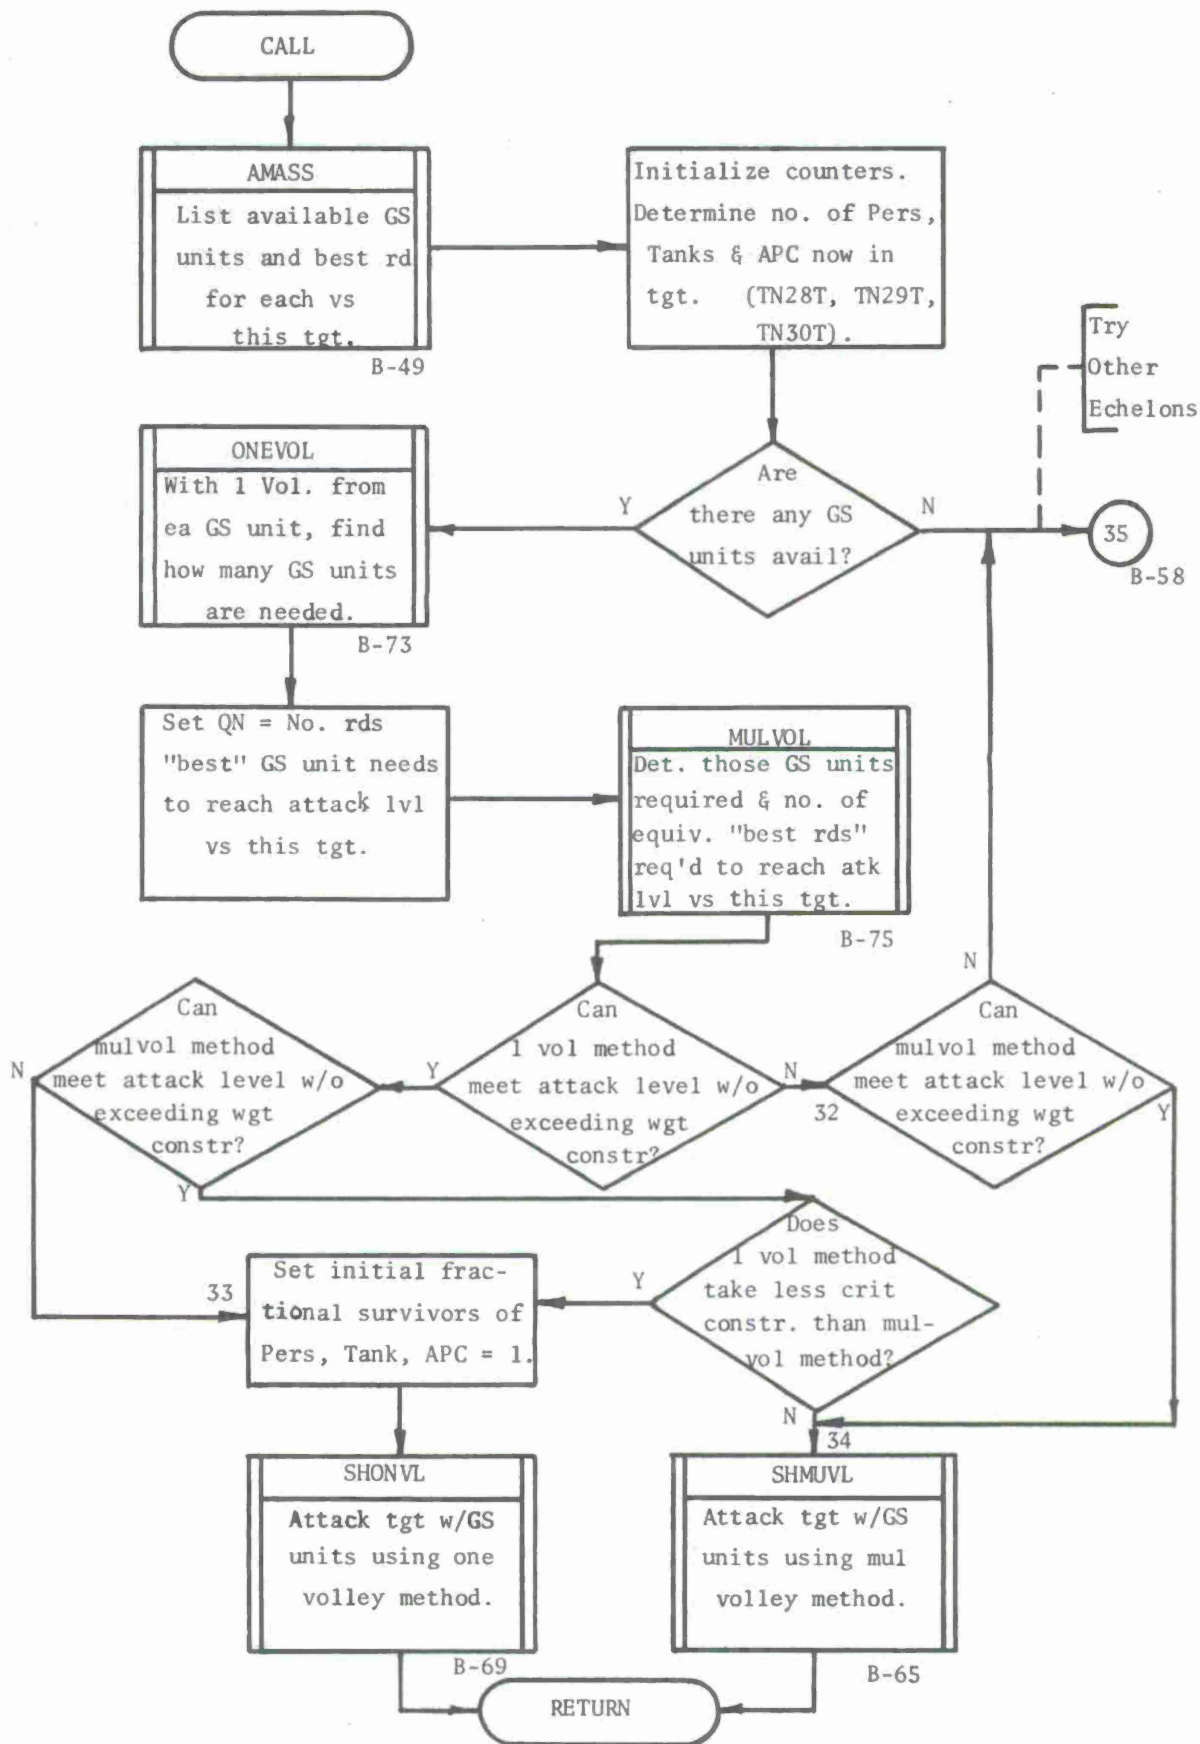 CALL
AMASS
List available GS
units and best rd
for each vs
this tgt.
B-49
Initialize counters.
Determine no. of Pers,
Tanks & APC now in
tgt. (TN28T, TN29T,
TN30T).
Try
Other
Echelons
ONEVOL
With 1 Vol. from
ea GS unit, find
how many GS units
are needed.
B-73
Y
Are
there any GS
units avail?
N
35
B-58
Set QN = No. rds
"best" GS unit needs
to reach attack lvl
vs this tgt.
MULVOL
Det. those GS units
required & no. of
equiv. "best rds"
req'd to reach atk
lvl vs this tgt.
B-75
N
Can
mulvol method
meet attack level w/o
exceeding wgt
constr?
Y
Y
Can
1 vol method
meet attack level w/o
exceeding wgt
constr?
N
32
N
Can
mulvol method
meet attack level w/o
exceeding wgt
constr?
Y
33
Set initial frac-
tional survivors of
Pers, Tank, APC = 1.
Y
Does
1 vol method
take less crit
constr. than mul-
vol method?
N
34
SHONVL
Attack tgt w/GS
units using one
volley method.
B-69
SHMUVL
Attack tgt w/GS
units using mul
volley method.
B-65
RETURN